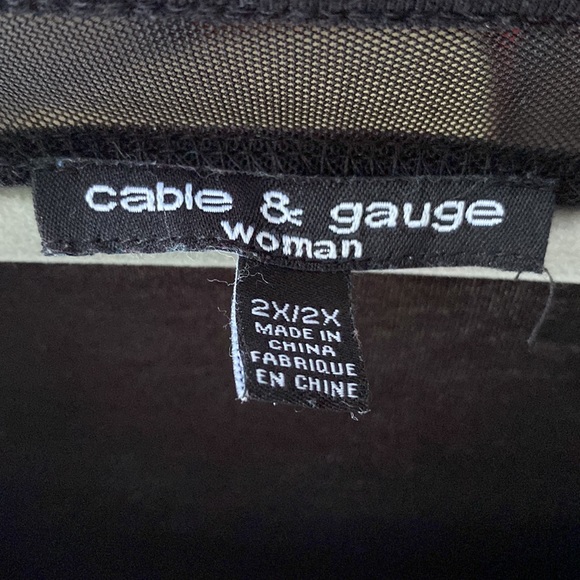 cable & gauge
woman
2X/2X
MADE IN
CHINA
FABRIQUE
EN CHINE